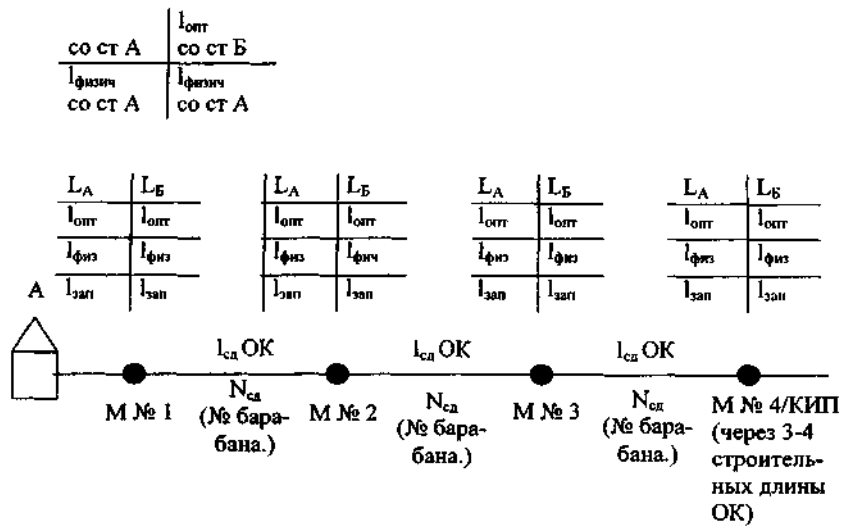 lопт
со ст А со ст Б
lфизич lфизич
со ст А со ст А
LА LБ LА LБ LА LБ LА LБ
lопт lопт lопт lопт lопт lопт lопт lопт
lфиз lфиз lфиз lфич lфиз lфиз lфиз lфиз
lзап lзап lзап lзап lзап lзап lзап lзап
А
lсд ОК lсд ОК lсд ОК
М № 1 Nсд М № 2 Nсд М № 3 Nсд М № 4/КИП
(№ бара- (№ бара- (№ бара- (через 3-4
бана.) бана.) бана.) строитель-
ных длины
ОК)